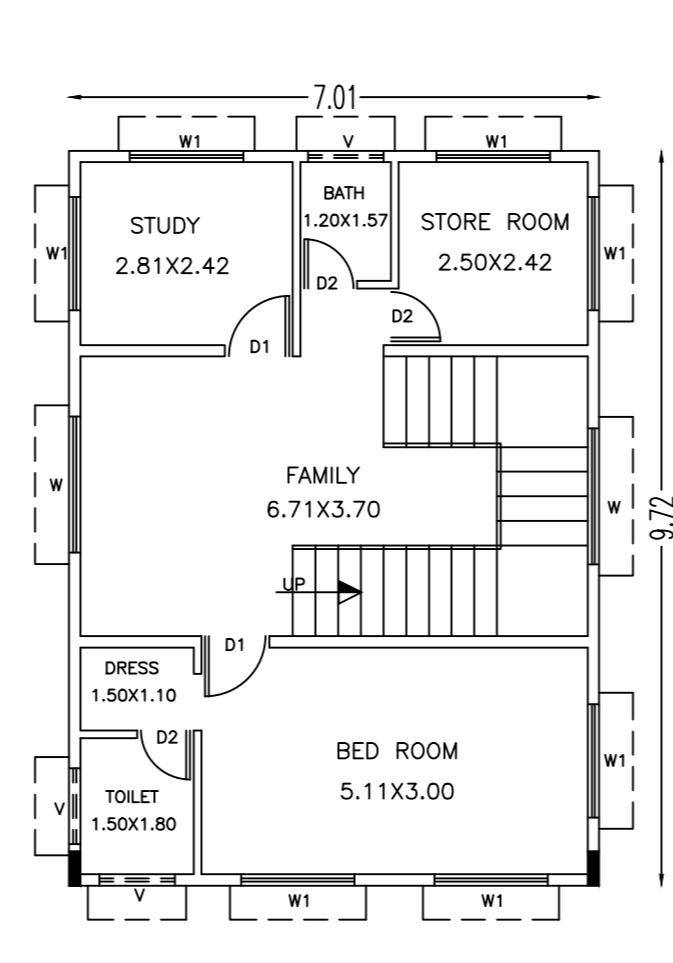 7.01
W1
V
W1
BATH
1.20X1.57
STUDY
2.81X2.42
STORE ROOM
2.50X2.42
W1
W1
D2
D2
D1
FAMILY
6.71X3.70
W
W
9.72
UP
D1
DRESS
1.50X1.10
D2
BED ROOM
5.11X3.00
W1
TOILET
1.50X1.80
V
V
W1
W1